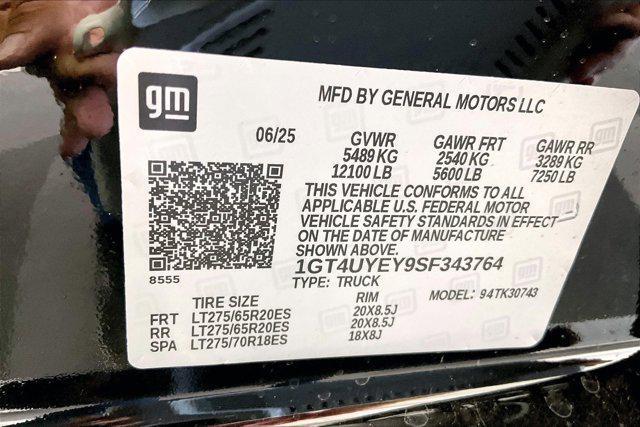 gm
MFD BY GENERAL MOTORS LLC
06/25 GVWR GAWR FRT GAWR RR
5489 KG 2540 KG 3289 KG
12100 LB 5600 LB 7250 LB
THIS VEHICLE CONFORMS TO ALL
APPLICABLE U.S. FEDERAL MOTOR
VEHICLE SAFETY STANDARDS IN EFFECT
ON THE DATE OF MANUFACTURE
SHOWN ABOVE.
8555
1GT4UYEY9SF343764
TYPE: TRUCK MODEL: 94TK30743
TIRE SIZE RIM
FRT LT275/65R20ES 20X8.5J
RR LT275/65R20ES 20X8.5J
SPA LT275/70R18ES 18X8J